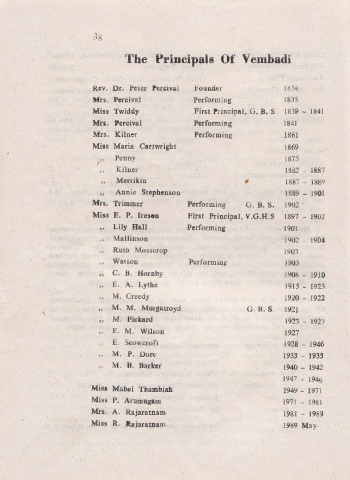 38
The Principals Of Vembadi
Rev. Dr. Peter Percival Founder 1834
Mrs. Percival Performing 1835
Miss Twiddy First Principal, G. B. S 1839 - 1841
Mrs. Percival Performing 1841
Mrs. Kilner Performing 1861
Miss Maria Cartwright 1869
„ Penny 1875
„ Kilner 1882 - 1887
„ Merrikin 1887 - 1889
„ Annie Stephenson 1889 - 1901
Mrs. Trimmer Performing G. B. S. 1902
Miss E. P. Ireson First Principal, V.G.H.S 1897 - 1902
„ Lily Hall Performing 1901
„ Mallinson 1902 - 1904
„ Ruth Mosscrop 1903
„ Watson Performing 1905
„ C. B. Hornby 1908 - 1910
„ E. A. Lythe 1915 - 1923
„ M. Creedy 1920 - 1922
„ M. M. Murgatroyd G. B. S 1921
„ M. Pickard 1923 - 1927
„ E. M. Wilson 1927
„ E. Scowcroft 1928 - 1946
„ M. P. Dore 1933 - 1935
„ M. B. Barker 1940 - 1942
1947 - 1949
Miss Mabel Thambiah 1949 - 1971
Miss P. Arumugam 1971 - 1981
Mrs. A. Rajaratnam 1981 - 1989
Miss R. Rajaratnam 1989 May